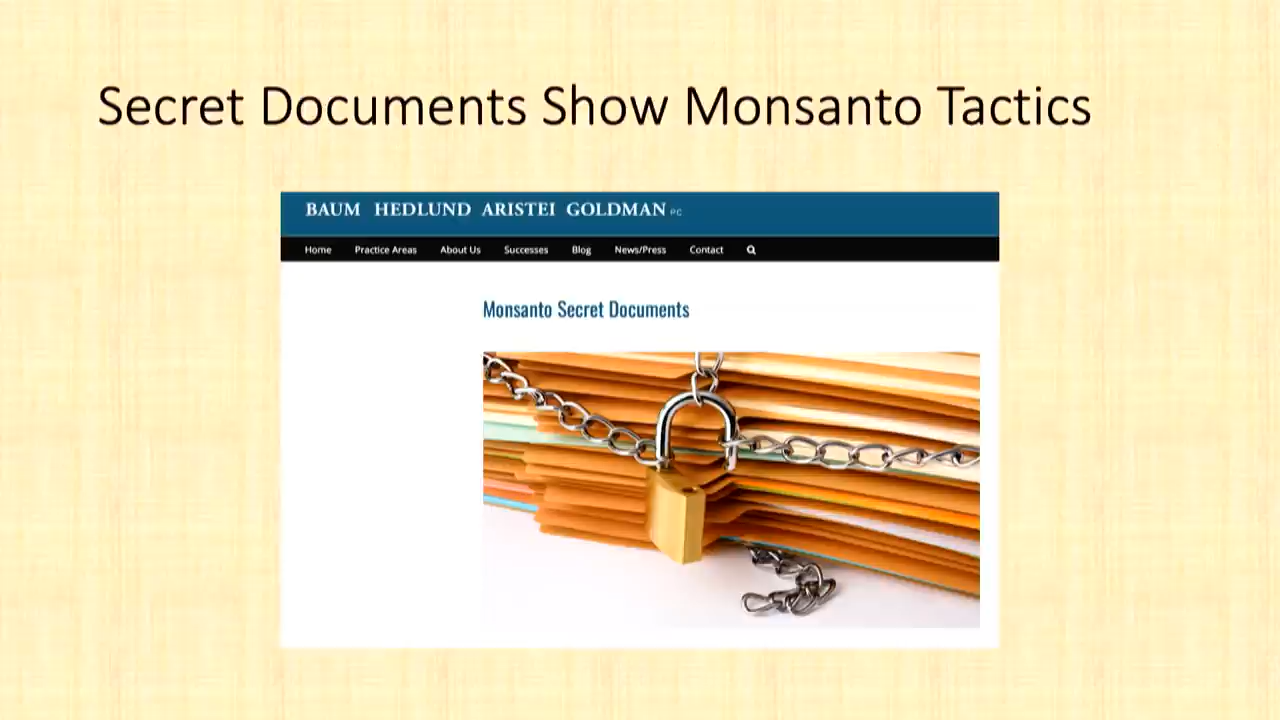 Secret Documents Show Monsanto Tactics
BAUM HEDLUND ARISTEI GOLDMAN PC
Home Practice Areas About Us Successes Blog News/Press Contact
Monsanto Secret Documents